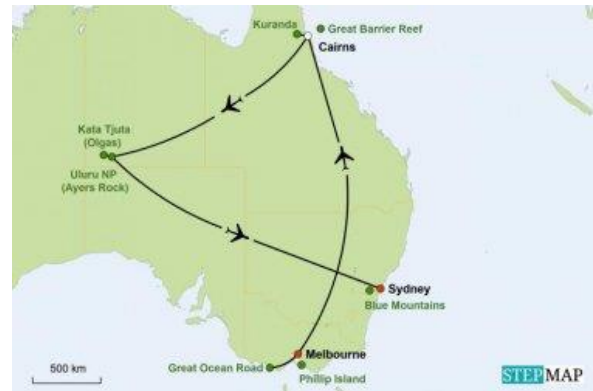 Kuranda
Great Barrier Reef
Cairns
Kata Tjuta
(Olgas)
Uluru NP
(Ayers Rock)
Sydney
Blue Mountains
Melbourne
Great Ocean Road
Phillip Island
500 km
STEPMAP